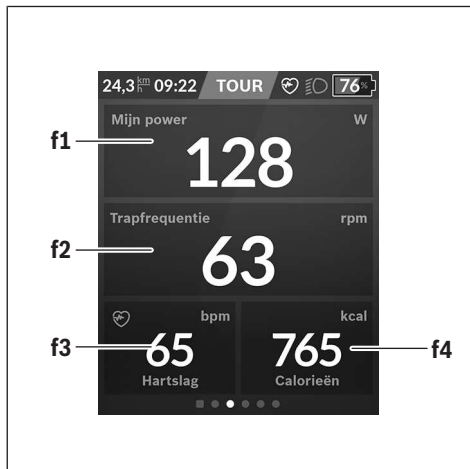 24,3 km/h 09:22 TOUR 76%
Mijn power W
f1
128
Trapfrequentie rpm
f2
63
bpm kcal
f3 65 765 f4
Hartslag Calorieën